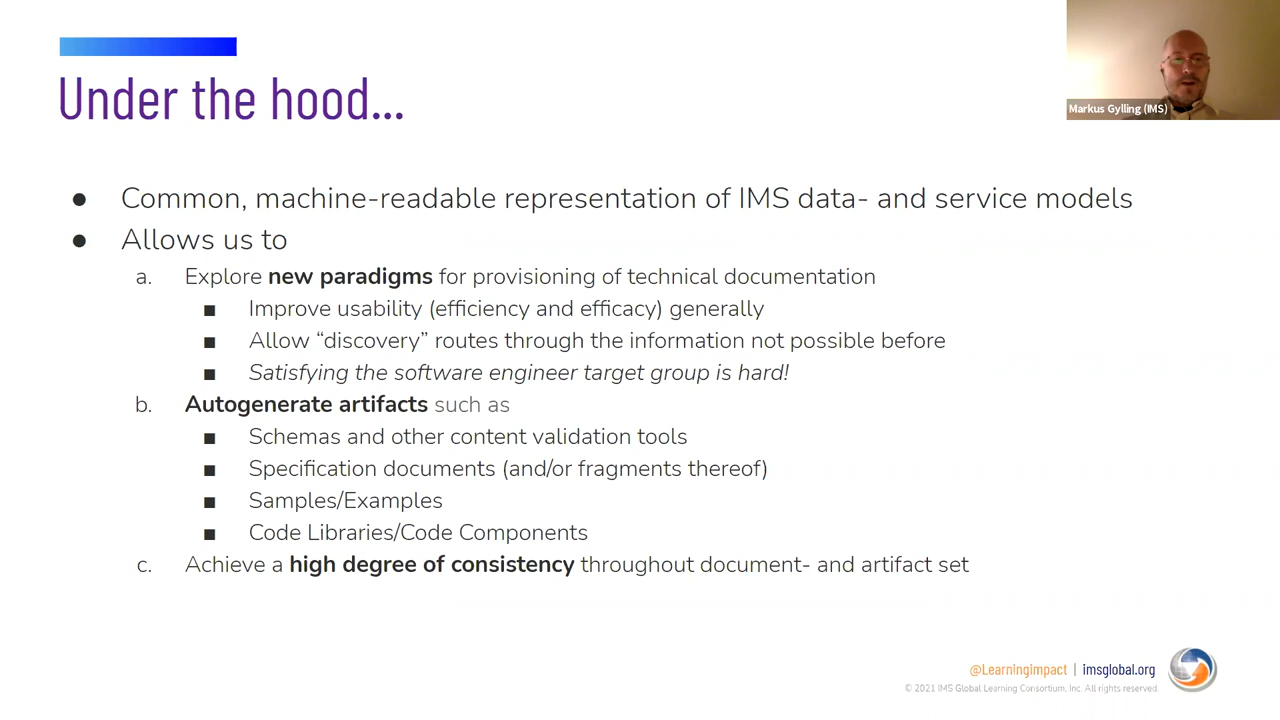 Under the hood...
Markus Gylling (IMS)
● Common, machine-readable representation of IMS data- and service models
● Allows us to
a. Explore new paradigms for provisioning of technical documentation
■ Improve usability (efficiency and efficacy) generally
■ Allow “discovery” routes through the information not possible before
■ Satisfying the software engineer target group is hard!
b. Autogenerate artifacts such as
■ Schemas and other content validation tools
■ Specification documents (and/or fragments thereof)
■ Samples/Examples
■ Code Libraries/Code Components
c. Achieve a high degree of consistency throughout document- and artifact set
@Learningimpact | imsglobal.org
© 2021 IMS Global Learning Consortium, Inc. All rights reserved.